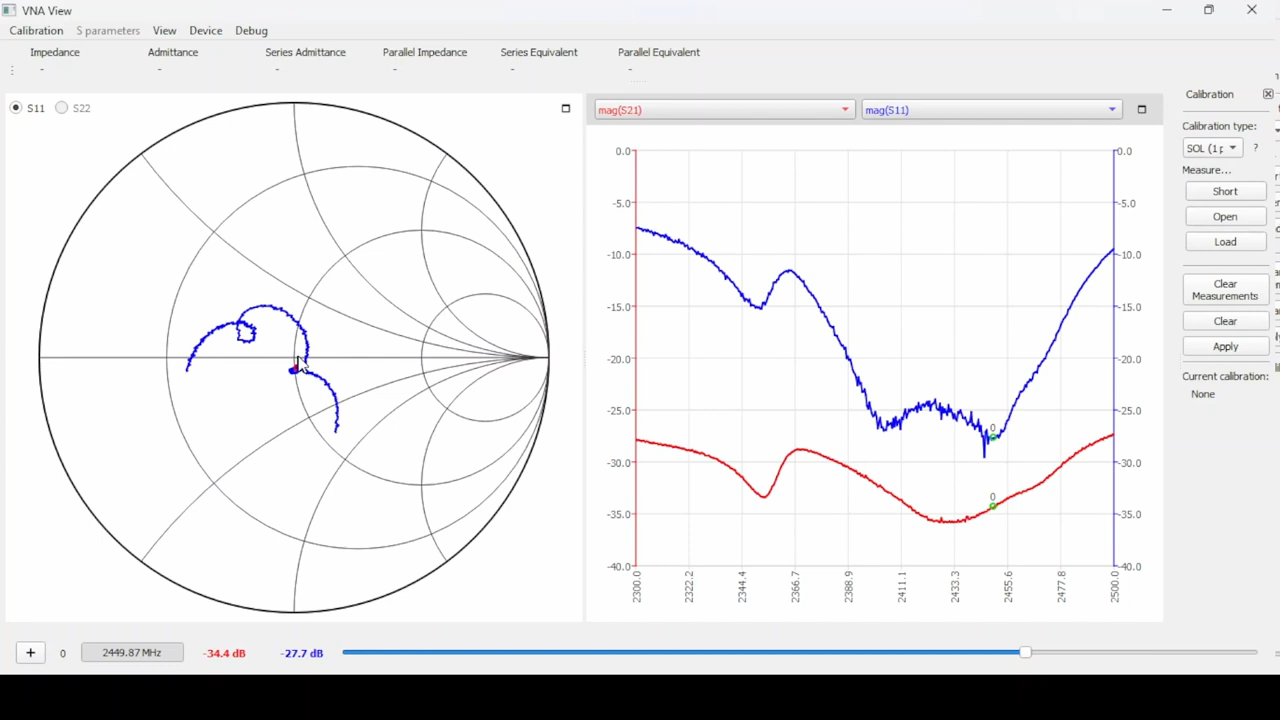 VNA View
Calibration S parameters View Device Debug
Impedance Admittance Series Admittance Parallel Impedance Series Equivalent Parallel Equivalent
- - - - - -
S11 S22
mag(S21) mag(S11)
Calibration
Calibration type:
SOL (1 ?
Measure...
Short
Open
Load
Clear
Measurements
Clear
Apply
Current calibration:
None
0.0 0.0
-5.0 -5.0
-10.0 -10.0
-15.0 -15.0
-20.0 -20.0
-25.0 -25.0
-30.0 -30.0
-35.0 -35.0
-40.0 -40.0
0
0
2300.0 2322.2 2344.4 2366.7 2388.9 2411.1 2433.3 2455.6 2477.8 2500.0
+ 0 2449.87 MHz -34.4 dB -27.7 dB